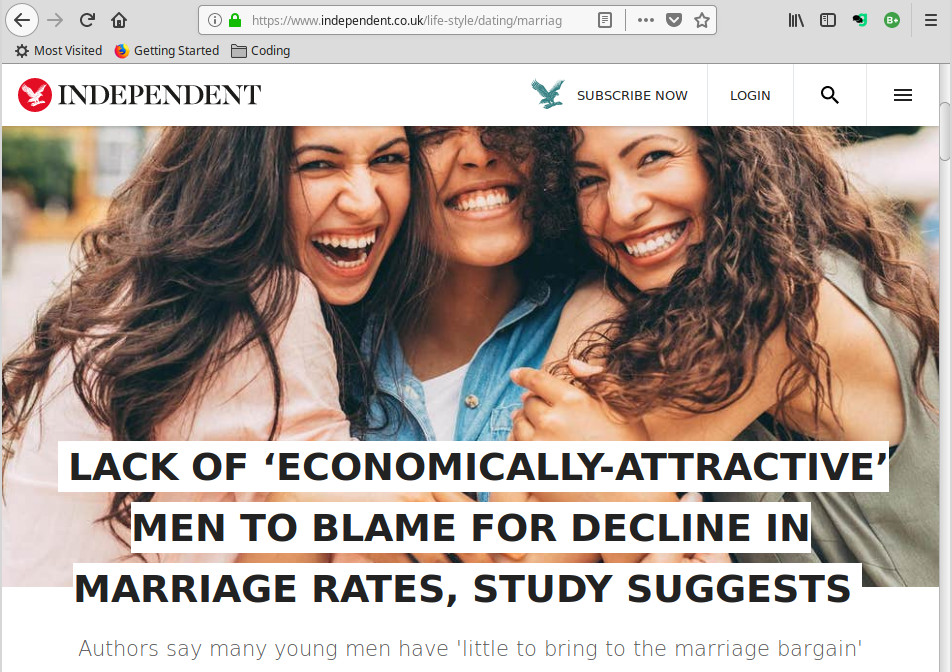 https://www.independent.co.uk/life-style/dating/marriag
Most Visited Getting Started Coding
INDEPENDENT SUBSCRIBE NOW LOGIN
LACK OF ‘ECONOMICALLY-ATTRACTIVE’
MEN TO BLAME FOR DECLINE IN
MARRIAGE RATES, STUDY SUGGESTS
Authors say many young men have 'little to bring to the marriage bargain'